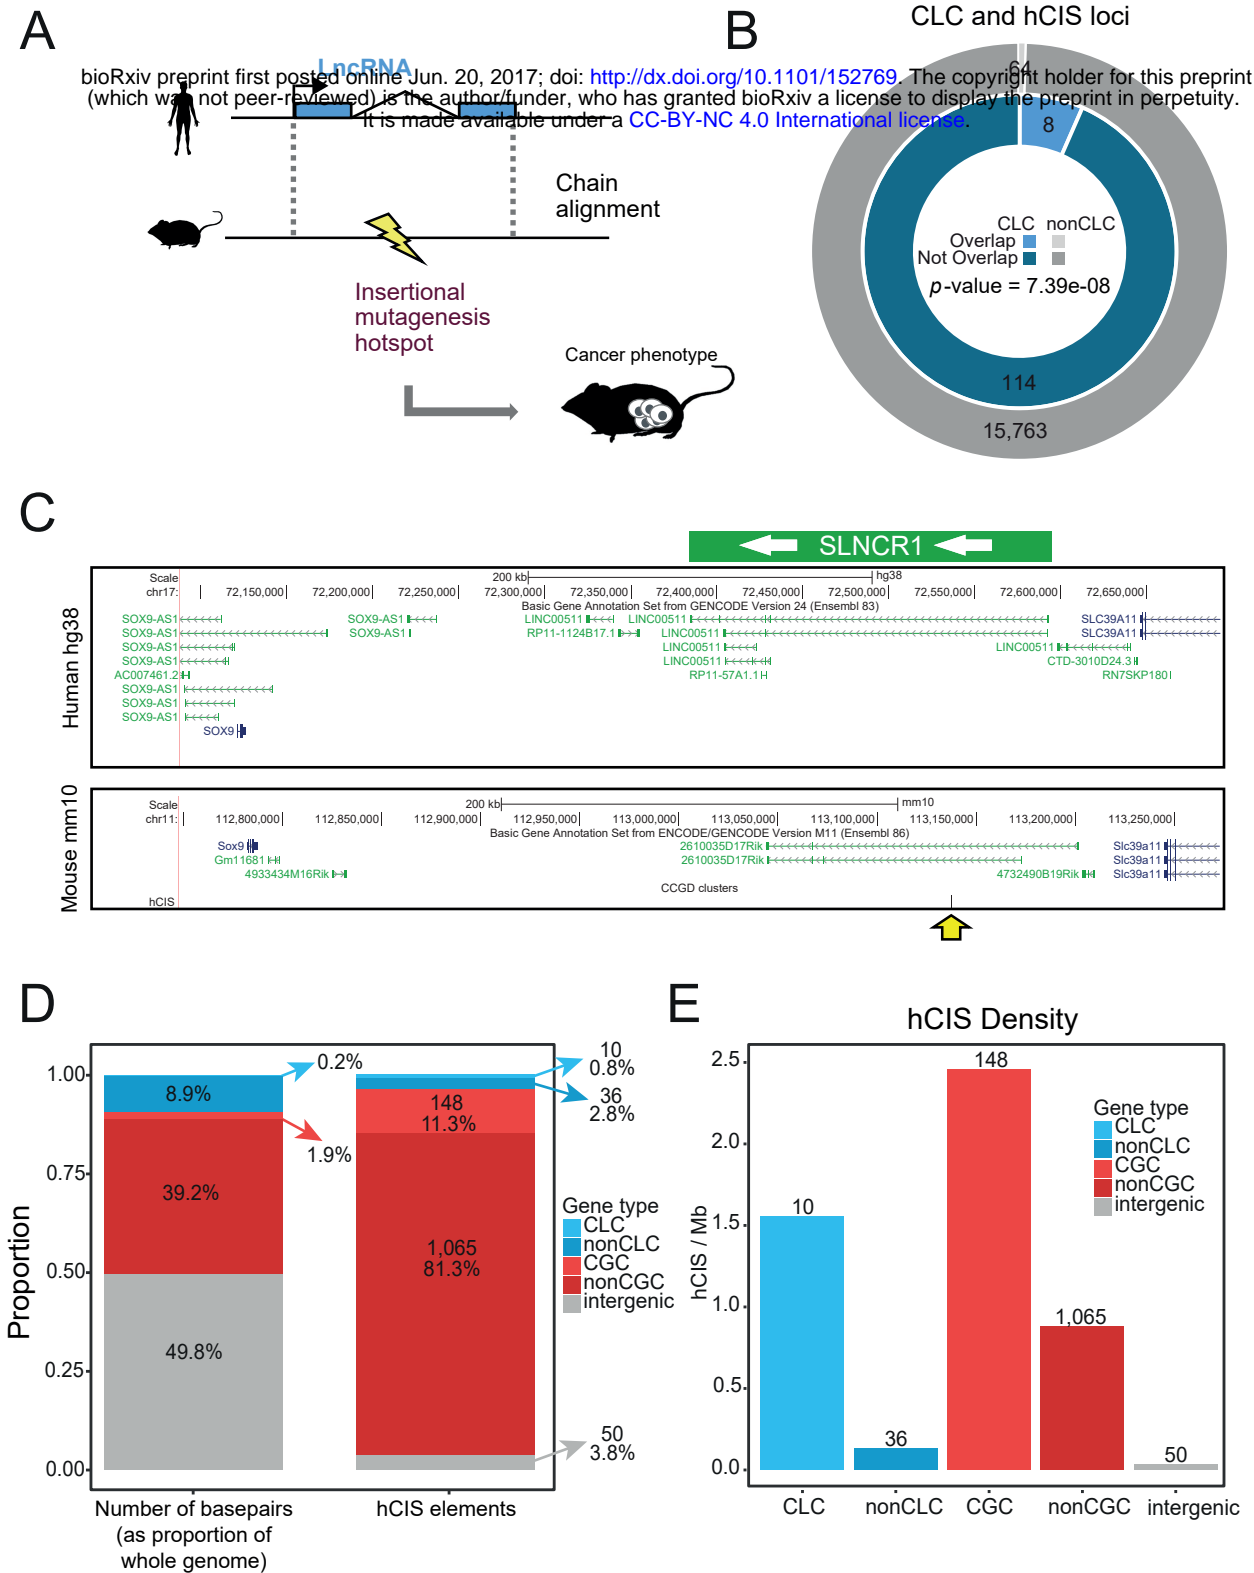 A
B
CLC and hCIS loci
LncRNA
64
bioRxiv preprint first posted online Jun. 20, 2017; doi: http://dx.doi.org/10.1101/152769. The copyright holder for this preprint
(which was not peer-reviewed) is the author/funder, who has granted bioRxiv a license to display the preprint in perpetuity.
It is made available under a CC-BY-NC 4.0 International license.
8
Chain
alignment
CLC nonCLC
Overlap
Not Overlap
p-value = 7.39e-08
Insertional
mutagenesis
hotspot
Cancer phenotype
114
15,763
C
SLNCR1
Human hg38
Scale
200 kb
hg38
chr17:
72,150,000
72,200,000
72,250,000
72,300,000
72,350,000
72,400,000
72,450,000
72,500,000
72,550,000
72,600,000
72,650,000
Basic Gene Annotation Set from GENCODE Version 24 (Ensembl 83)
SOX9-AS1 SOX9-AS1 LINC00511 LINC00511 SLC39A11
SOX9-AS1 SOX9-AS1 RP11-1124B17.1 LINC00511 SLC39A11
SOX9-AS1 LINC00511 LINC00511
SOX9-AS1 LINC00511 CTD-3010D24.3
AC007461.2 RP11-57A1.1 RN7SKP180
SOX9-AS1
SOX9-AS1
SOX9-AS1
SOX9
Mouse mm10
Scale
200 kb
mm10
chr11:
112,800,000
112,850,000
112,900,000
112,950,000
113,000,000
113,050,000
113,100,000
113,150,000
113,200,000
113,250,000
Basic Gene Annotation Set from ENCODE/GENCODE Version M11 (Ensembl 86)
Sox9 2610035D17Rik Slc39a11
Gm11681 2610035D17Rik Slc39a11
4933434M16Rik 4732490B19Rik Slc39a11
CCGD clusters
hCIS
D
Proportion
1.00
0.75
0.50
0.25
0.00
0.2%
8.9%
1.9%
39.2%
49.8%
10
0.8%
36
2.8%
148
11.3%
1,065
81.3%
50
3.8%
Gene type
CLC
nonCLC
CGC
nonCGC
intergenic
Number of basepairs
(as proportion of
whole genome)
hCIS elements
E
hCIS Density
hCIS / Mb
2.5
2.0
1.5
1.0
0.5
0.0
10
36
148
1,065
50
Gene type
CLC
nonCLC
CGC
nonCGC
intergenic
CLC nonCLC CGC nonCGC intergenic